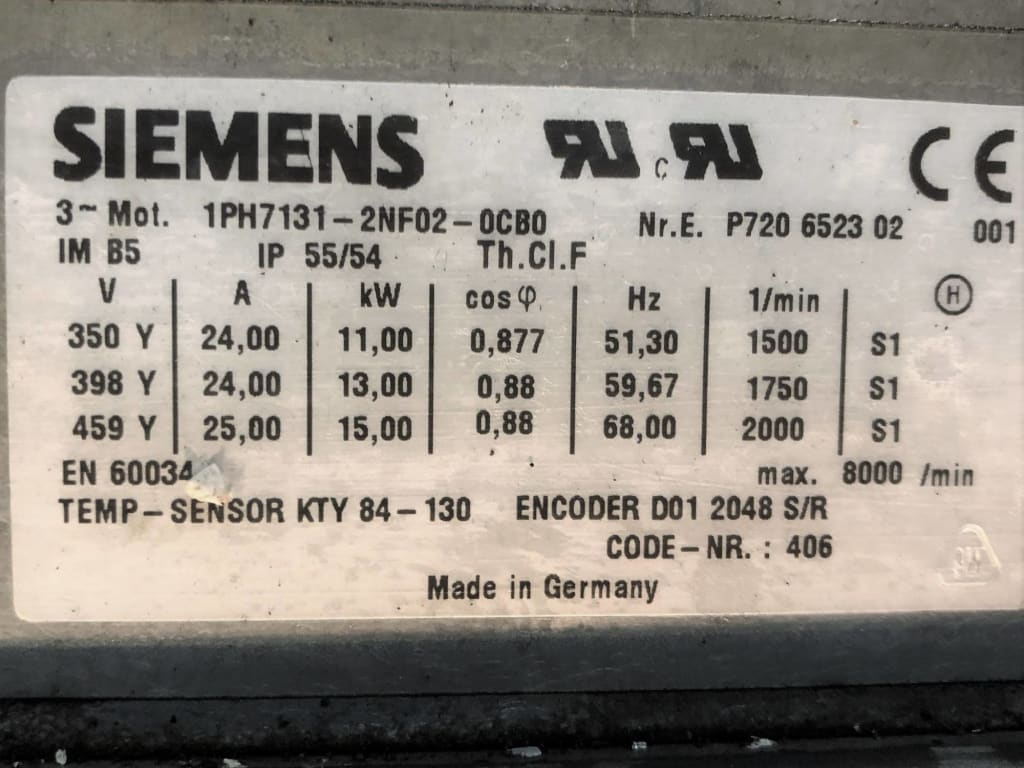 SIEMENS
3~ Mot. 1PH7131-2NF02-0CB0 Nr.E. P720 6523 02 001
IM B5 IP 55/54 Th.Cl.F
V A kW cosφ Hz 1/min H
350 Y 24,00 11,00 0,877 51,30 1500 S1
398 Y 24,00 13,00 0,88 59,67 1750 S1
459 Y 25,00 15,00 0,88 68,00 2000 S1
EN 60034 max. 8000 /min
TEMP-SENSOR KTY 84-130 ENCODER D01 2048 S/R
CODE-NR.: 406
Made in Germany